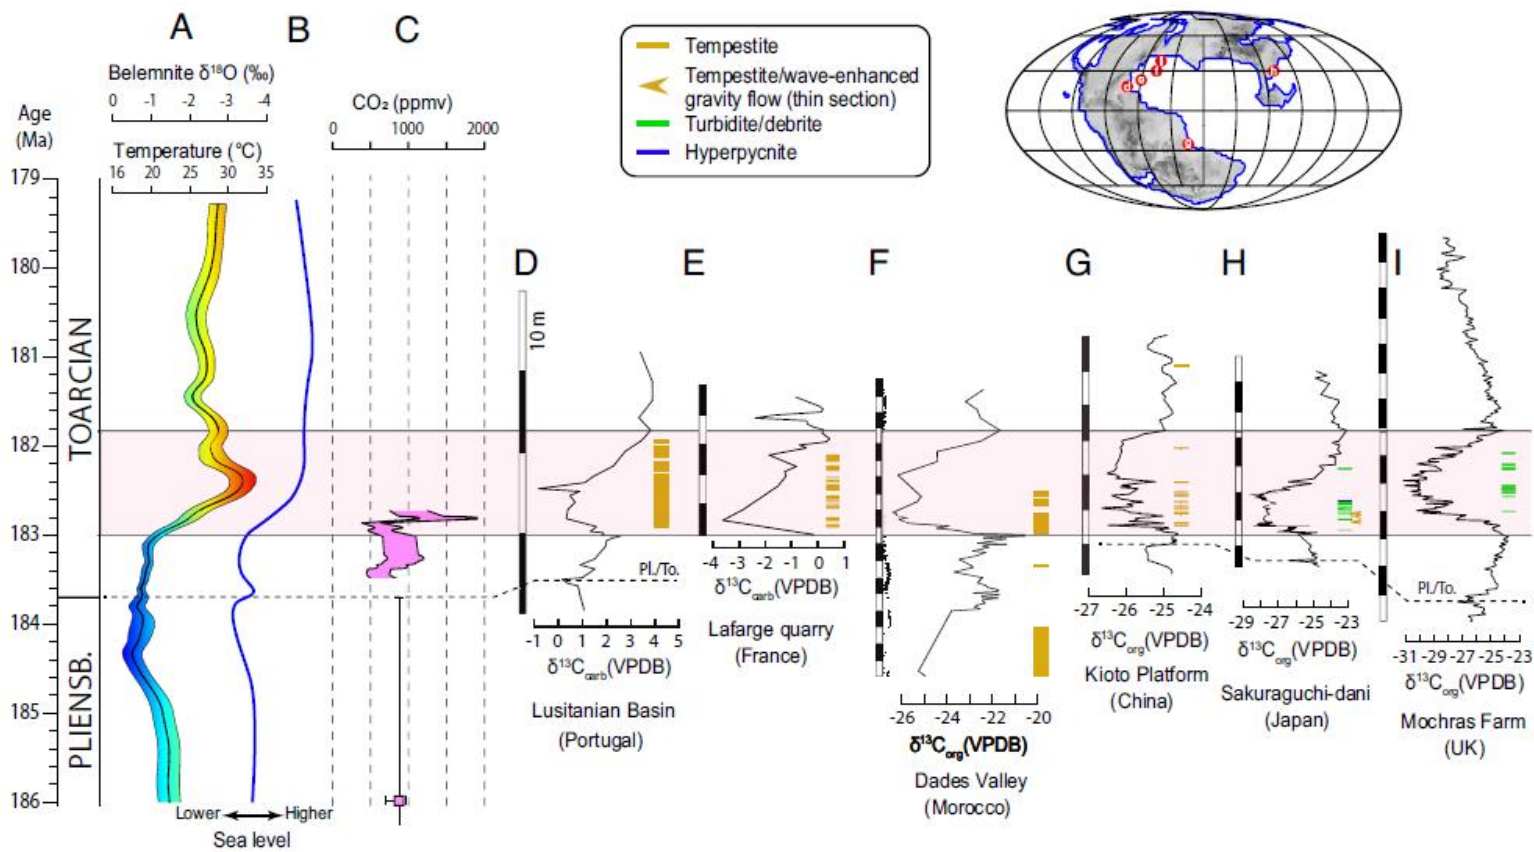 A
B
C
Belemnite δ¹⁸O (‰)
0 -1 -2 -3 -4
Temperature (°C)
16 20 25 30 35
CO₂ (ppmv)
0 1000 2000
Age
(Ma)
179
180
181
182
183
184
185
186
TOARCIAN
PLIENSB.
Lower
Higher
Sea level
Tempestite
Tempestite/wave-enhanced
gravity flow (thin section)
Turbidite/debrite
Hyperpycnite
D
E
F
G
H
I
10 m
Pl./To.
-1 0 1 2 3 4 5
δ¹³Ccarb(VPDB)
Lusitanian Basin
(Portugal)
-4 -3 -2 -1 0 1
δ¹³Ccarb(VPDB)
Lafarge quarry
(France)
-26 -24 -22 -20
δ¹³Corg(VPDB)
Dades Valley
(Morocco)
-27 -26 -25 -24
δ¹³Corg(VPDB)
Kioto Platform
(China)
-29 -27 -25 -23
δ¹³Corg(VPDB)
Sakuraguchi-dani
(Japan)
Pl./To.
-31 -29 -27 -25 -23
δ¹³Corg(VPDB)
Mochras Farm
(UK)